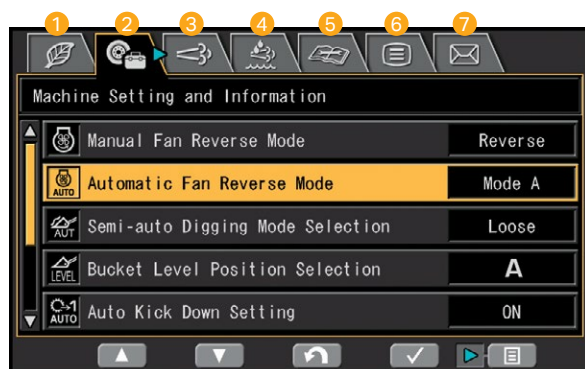 1 2 3 4 5 6 7
Machine Setting and Information
Manual Fan Reverse Mode Reverse
AUTO Automatic Fan Reverse Mode Mode A
AUT Semi-auto Digging Mode Selection Loose
LEVEL Bucket Level Position Selection A
1 AUTO Auto Kick Down Setting ON